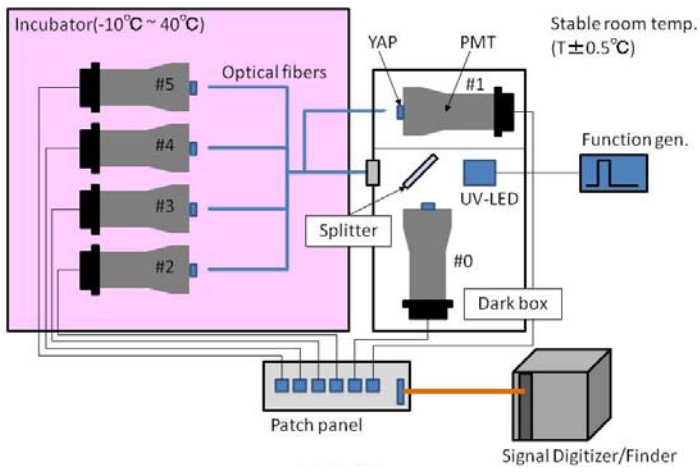 Incubator(-10℃ ~ 40℃)
Stable room temp.
(T±0.5℃)
YAP
PMT
Optical fibers
#5
#1
#4
Function gen.
#3
UV-LED
Splitter
#2
#0
Dark box
Patch panel
Signal Digitizer/Finder